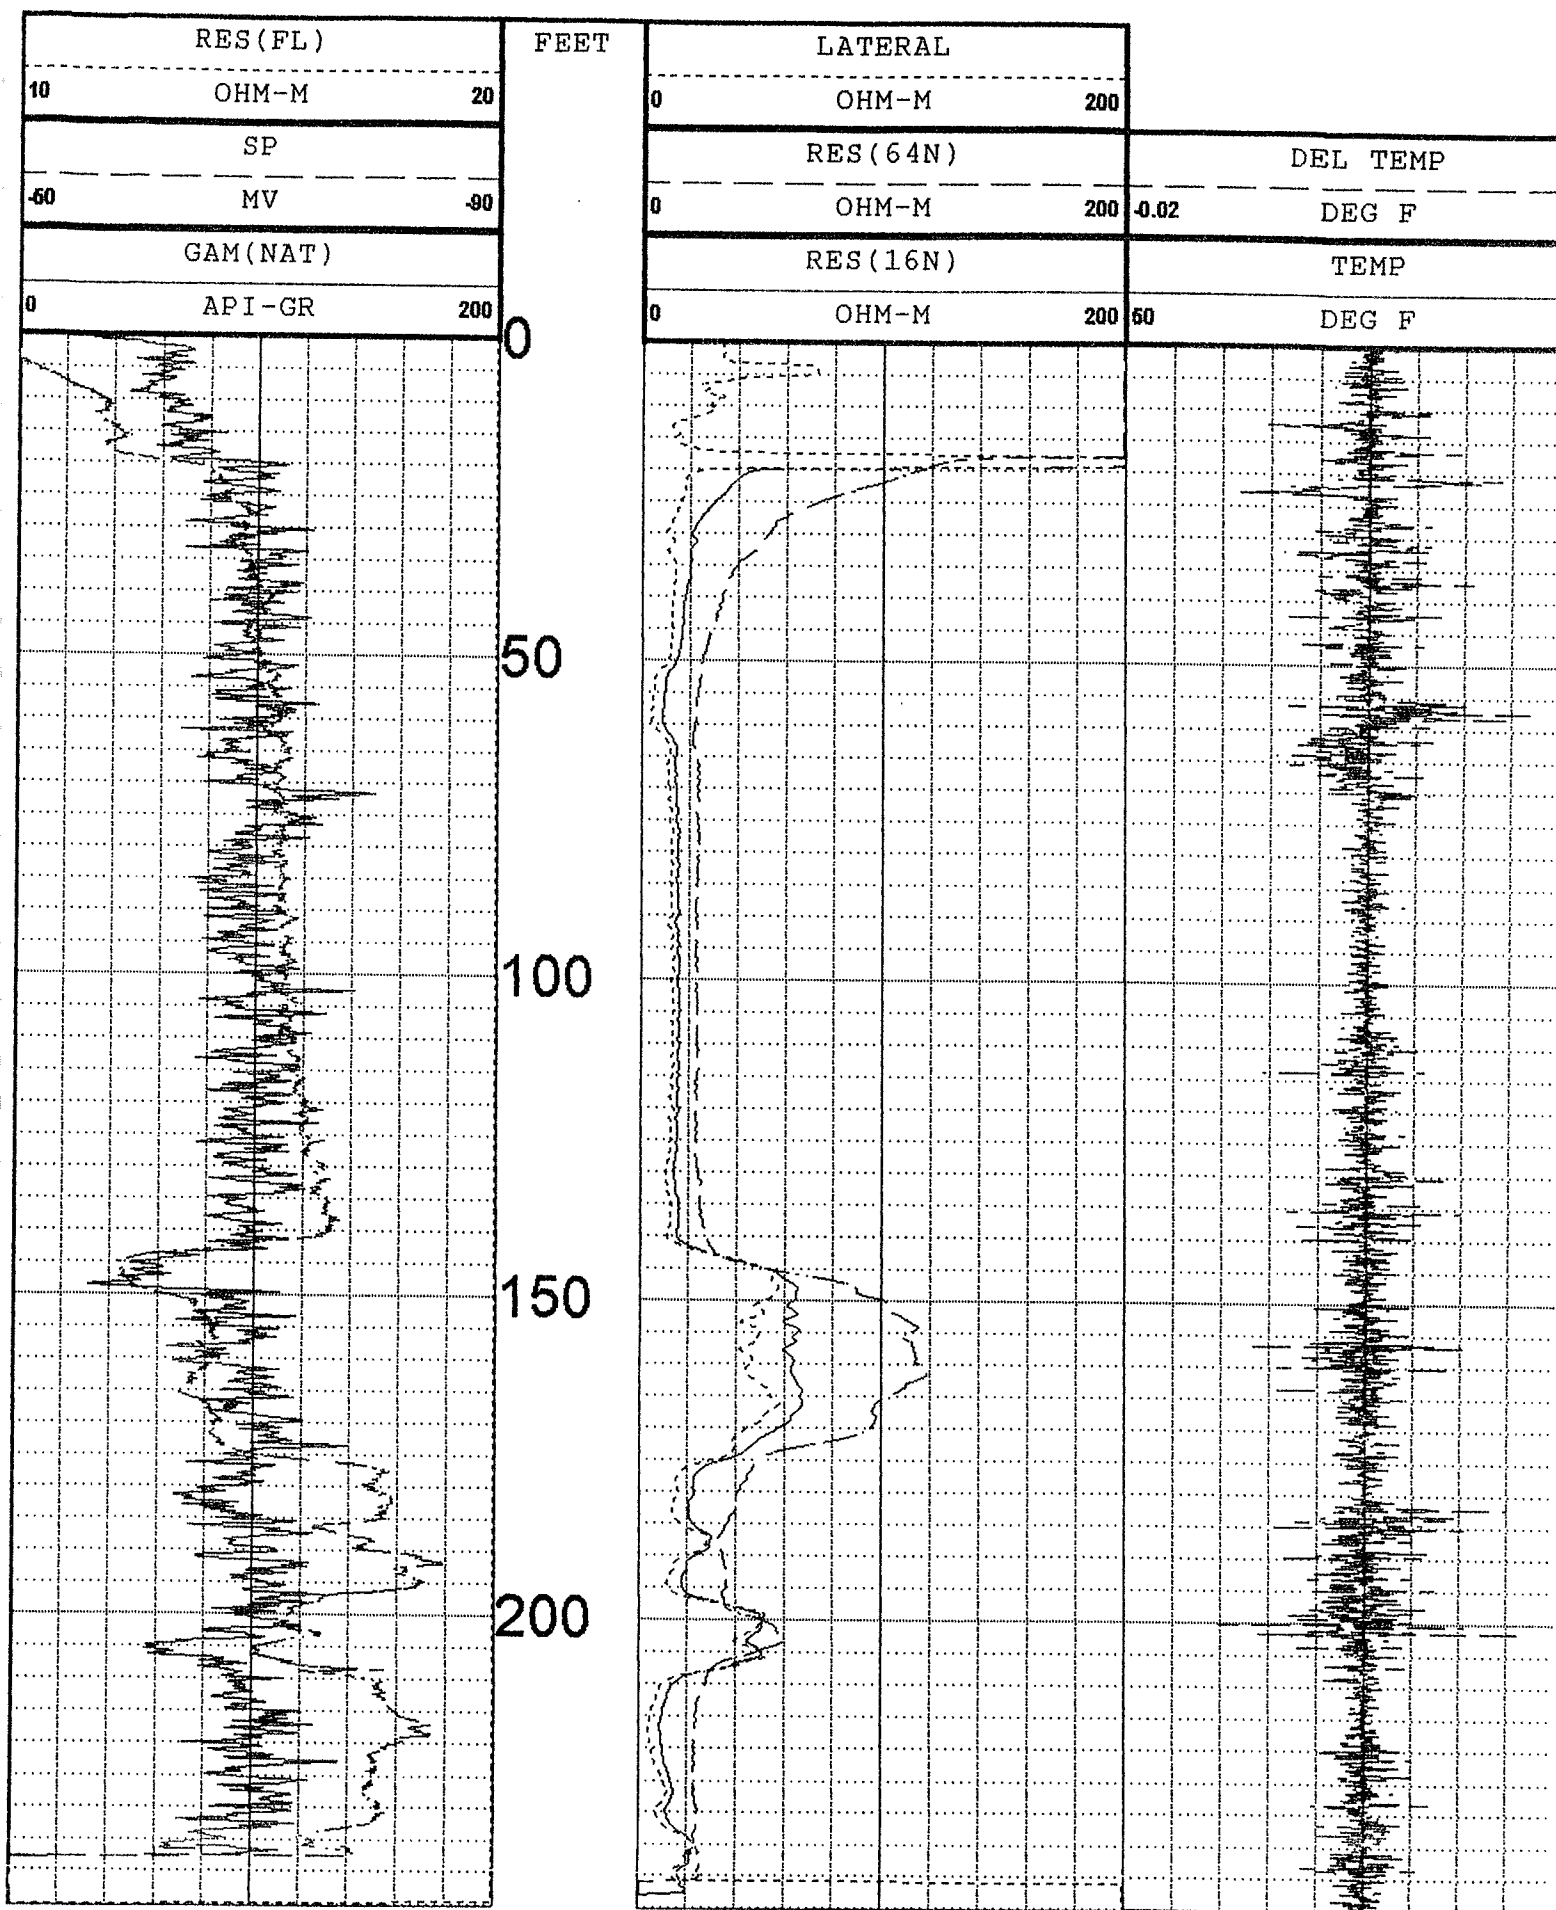 RES(FL)
10 OHM-M 20
SP
-60 MV -90
GAM(NAT)
0 API-GR 200
FEET
LATERAL
0 OHM-M 200
RES(64N)
0 OHM-M 200
RES(16N)
0 OHM-M 200
DEL TEMP
-0.02 DEG F
TEMP
50 DEG F
0
50
100
150
200